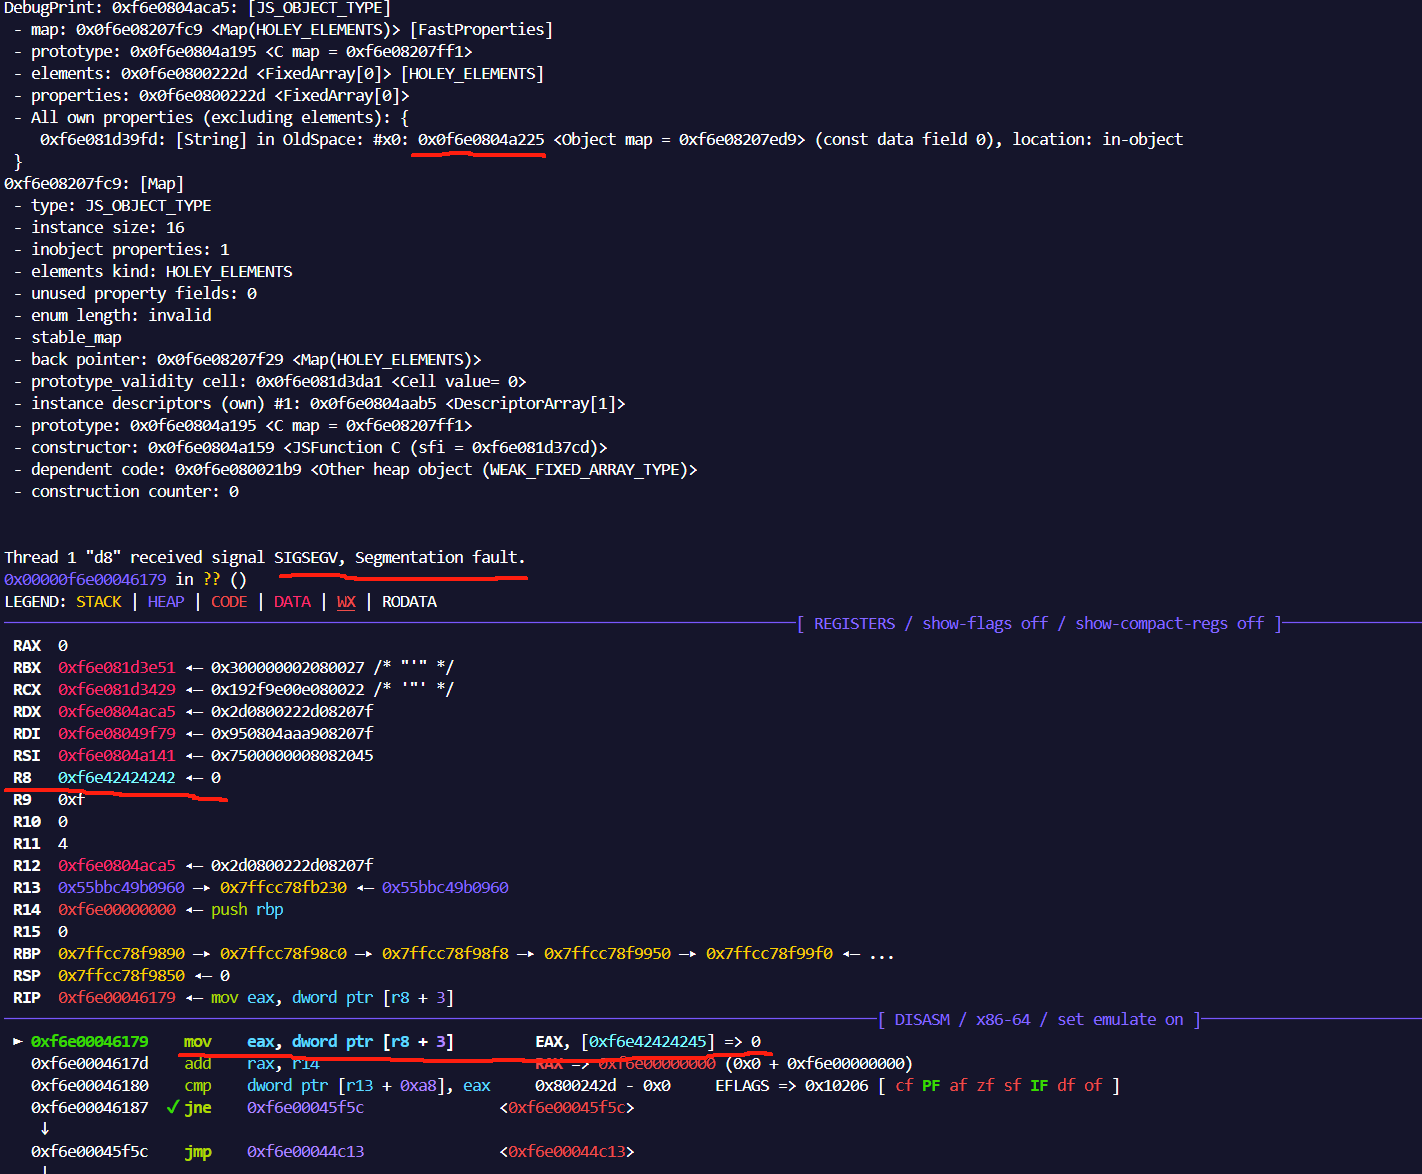 DebugPrint: 0xf6e0804aca5: [JS_OBJECT_TYPE]
- map: 0x0f6e08207fc9 <Map(HOLEY_ELEMENTS)> [FastProperties]
- prototype: 0x0f6e0804a195 <C map = 0xf6e08207ff1>
- elements: 0x0f6e0800222d <FixedArray[0]> [HOLEY_ELEMENTS]
- properties: 0x0f6e0800222d <FixedArray[0]>
- All own properties (excluding elements): {
0xf6e081d39fd: [String] in OldSpace: #x0: 0x0f6e0804a225 <Object map = 0xf6e08207ed9> (const data field 0), location: in-object
}
0xf6e08207fc9: [Map]
- type: JS_OBJECT_TYPE
- instance size: 16
- inobject properties: 1
- elements kind: HOLEY_ELEMENTS
- unused property fields: 0
- enum length: invalid
- stable_map
- back pointer: 0x0f6e08207f29 <Map(HOLEY_ELEMENTS)>
- prototype_validity cell: 0x0f6e081d3da1 <Cell value= 0>
- instance descriptors (own) #1: 0x0f6e0804aab5 <DescriptorArray[1]>
- prototype: 0x0f6e0804a195 <C map = 0xf6e08207ff1>
- constructor: 0x0f6e0804a159 <JSFunction C (sfi = 0xf6e081d37cd)>
- dependent code: 0x0f6e080021b9 <Other heap object (WEAK_FIXED_ARRAY_TYPE)>
- construction counter: 0
Thread 1 "d8" received signal SIGSEGV, Segmentation fault.
0x00000f6e00046179 in ?? ()
LEGEND: STACK | HEAP | CODE | DATA | WX | RODATA
[ REGISTERS / show-flags off / show-compact-regs off ]
RAX 0
RBX 0xf6e081d3e51 ◂— 0x300000002080027 /* "'" */
RCX 0xf6e081d3429 ◂— 0x192f9e00e080022 /* '"' */
RDX 0xf6e0804aca5 ◂— 0x2d0800222d08207f
RDI 0xf6e08049f79 ◂— 0x950804aaa908207f
RSI 0xf6e0804a141 ◂— 0x7500000008082045
R8 0xf6e42424242 ◂— 0
R9 0xf
R10 0
R11 4
R12 0xf6e0804aca5 ◂— 0x2d0800222d08207f
R13 0x55bbc49b0960 —▸ 0x7ffcc78fb230 ◂— 0x55bbc49b0960
R14 0xf6e00000000 ◂— push rbp
R15 0
RBP 0x7ffcc78f9890 —▸ 0x7ffcc78f98c0 —▸ 0x7ffcc78f98f8 —▸ 0x7ffcc78f9950 —▸ 0x7ffcc78f99f0 ◂— ...
RSP 0x7ffcc78f9850 ◂— 0
RIP 0xf6e00046179 ◂— mov eax, dword ptr [r8 + 3]
[ DISASM / x86-64 / set emulate on ]
► 0xf6e00046179 mov eax, dword ptr [r8 + 3] EAX, [0xf6e42424245] => 0
0xf6e0004617d add rax, r14 RAX => 0xf6e00000000 (0x0 + 0xf6e00000000)
0xf6e00046180 cmp dword ptr [r13 + 0xa8], eax 0x800242d - 0x0 EFLAGS => 0x10206 [ cf PF af zf sf IF df of ]
0xf6e00046187 ✓ jne 0xf6e00045f5c <0xf6e00045f5c>
↓
0xf6e00045f5c jmp 0xf6e00044c13 <0xf6e00044c13>